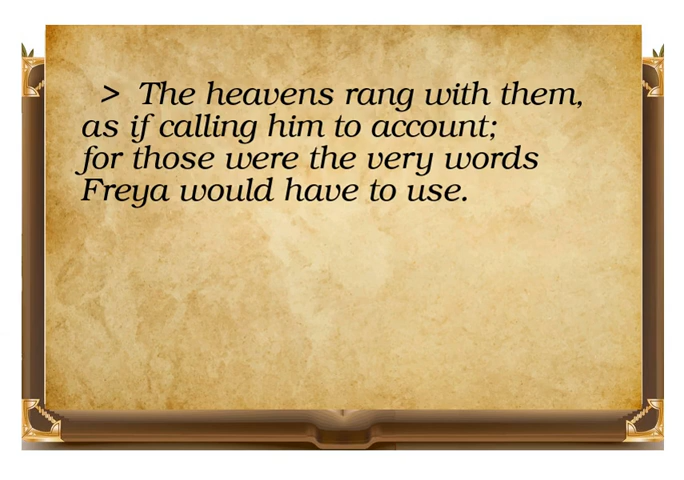 > The heavens rang with them,
as if calling him to account;
for those were the very words
Freya would have to use.